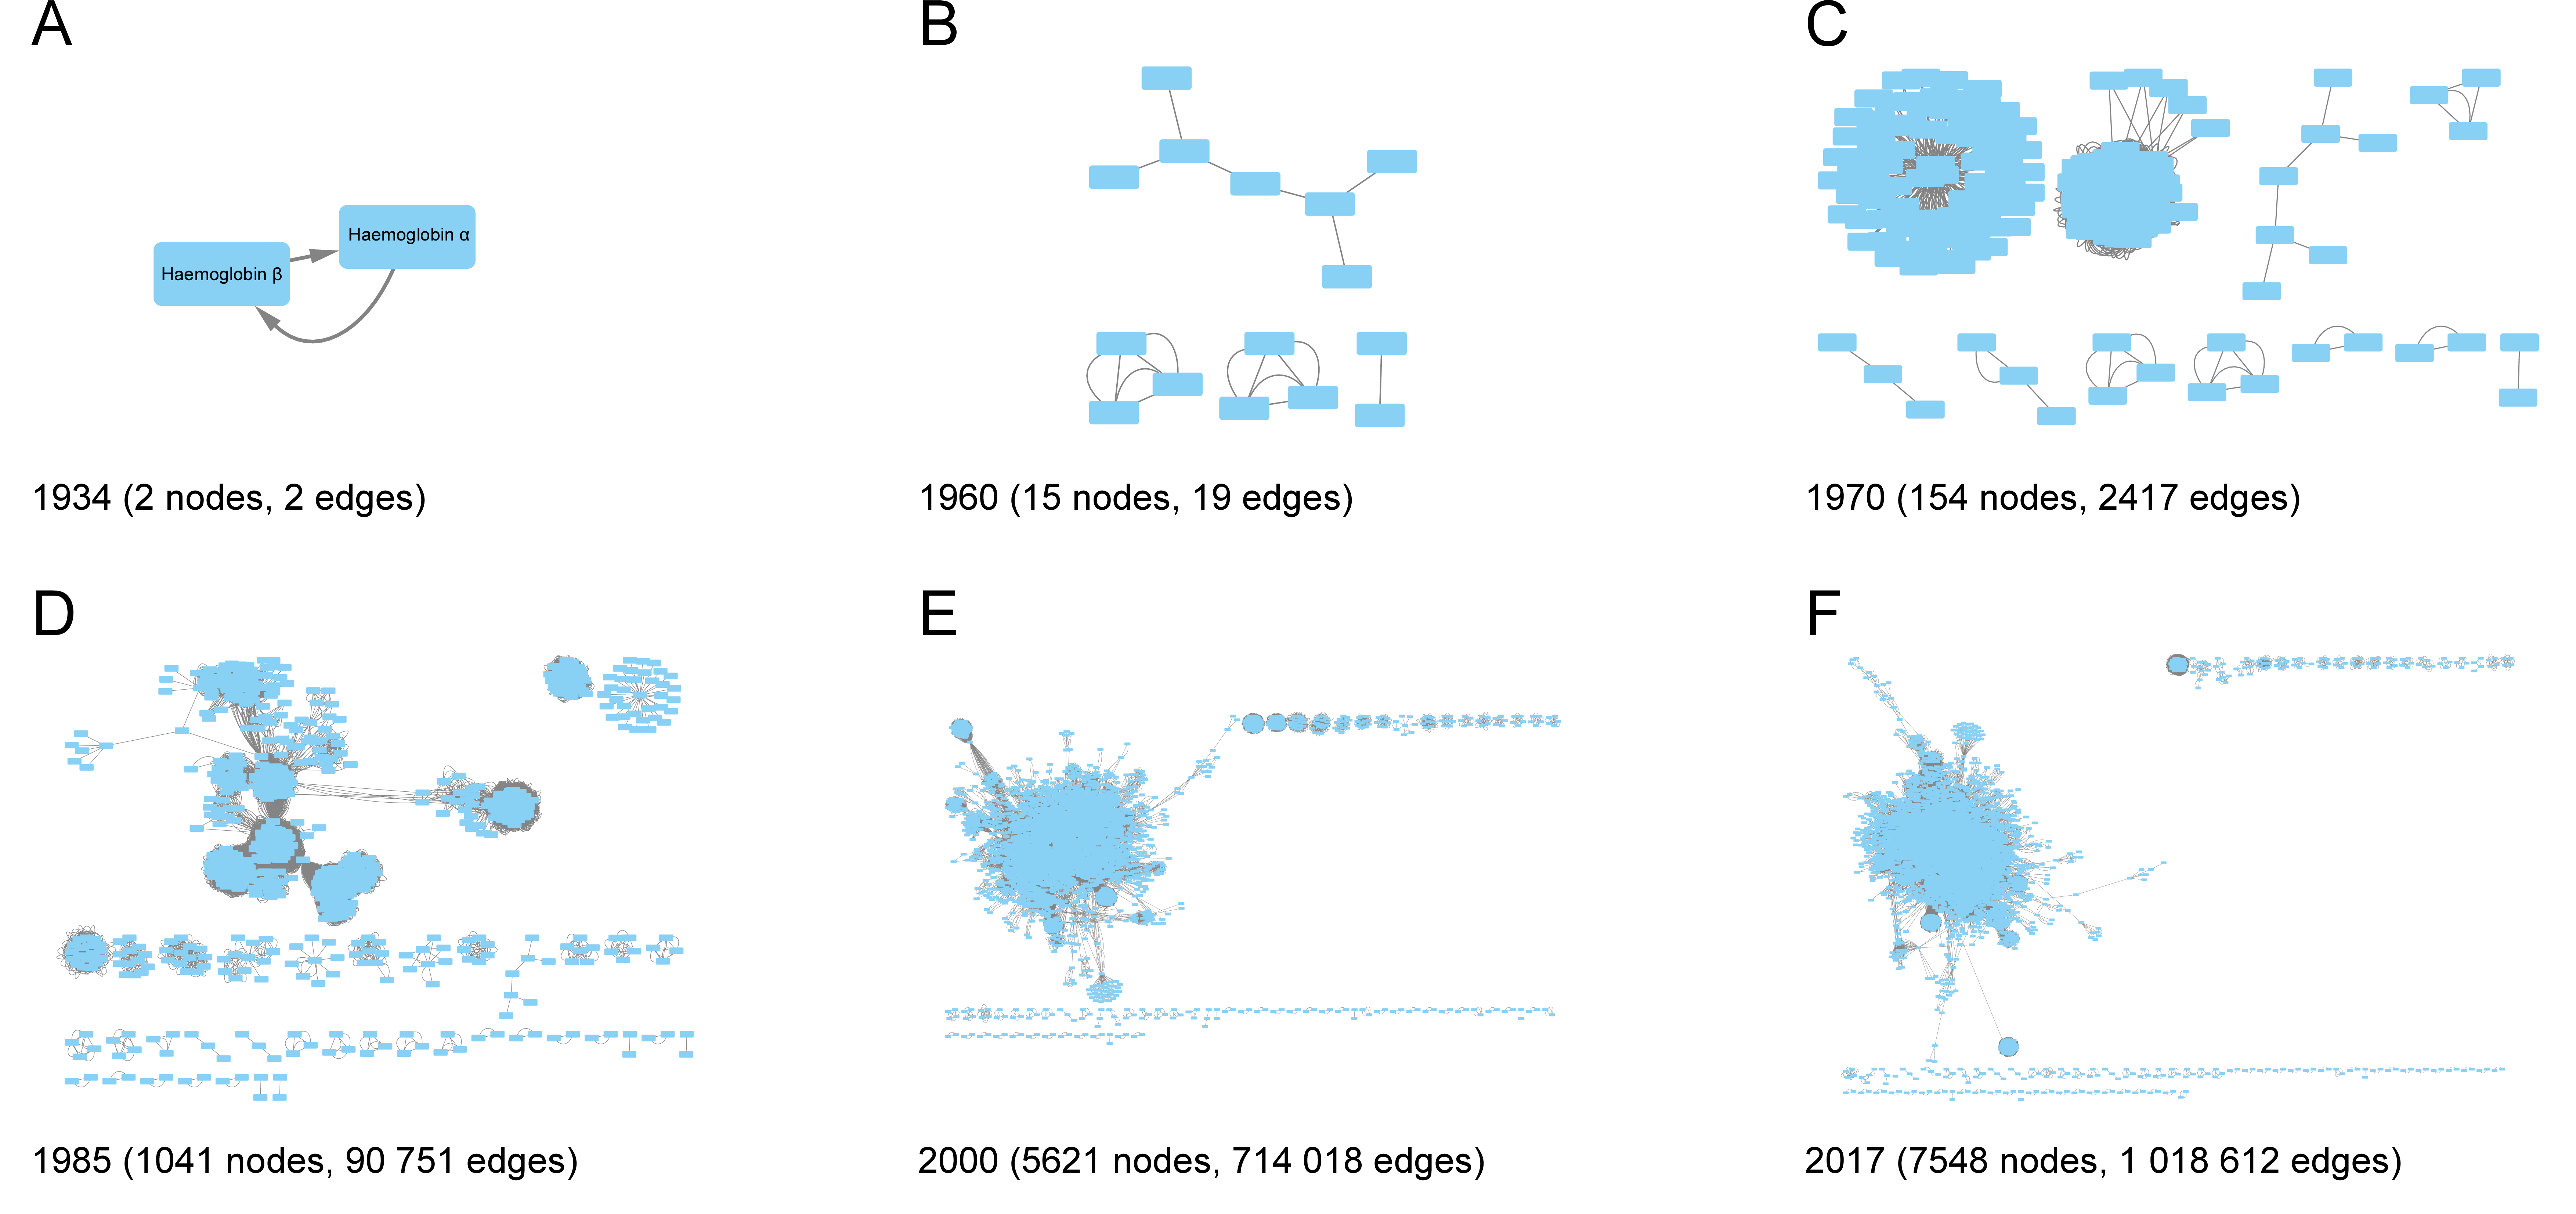 A
B
C
Haemoglobin α
Haemoglobin β
1934 (2 nodes, 2 edges)
1960 (15 nodes, 19 edges)
1970 (154 nodes, 2417 edges)
D
E
F
1985 (1041 nodes, 90 751 edges)
2000 (5621 nodes, 714 018 edges)
2017 (7548 nodes, 1 018 612 edges)